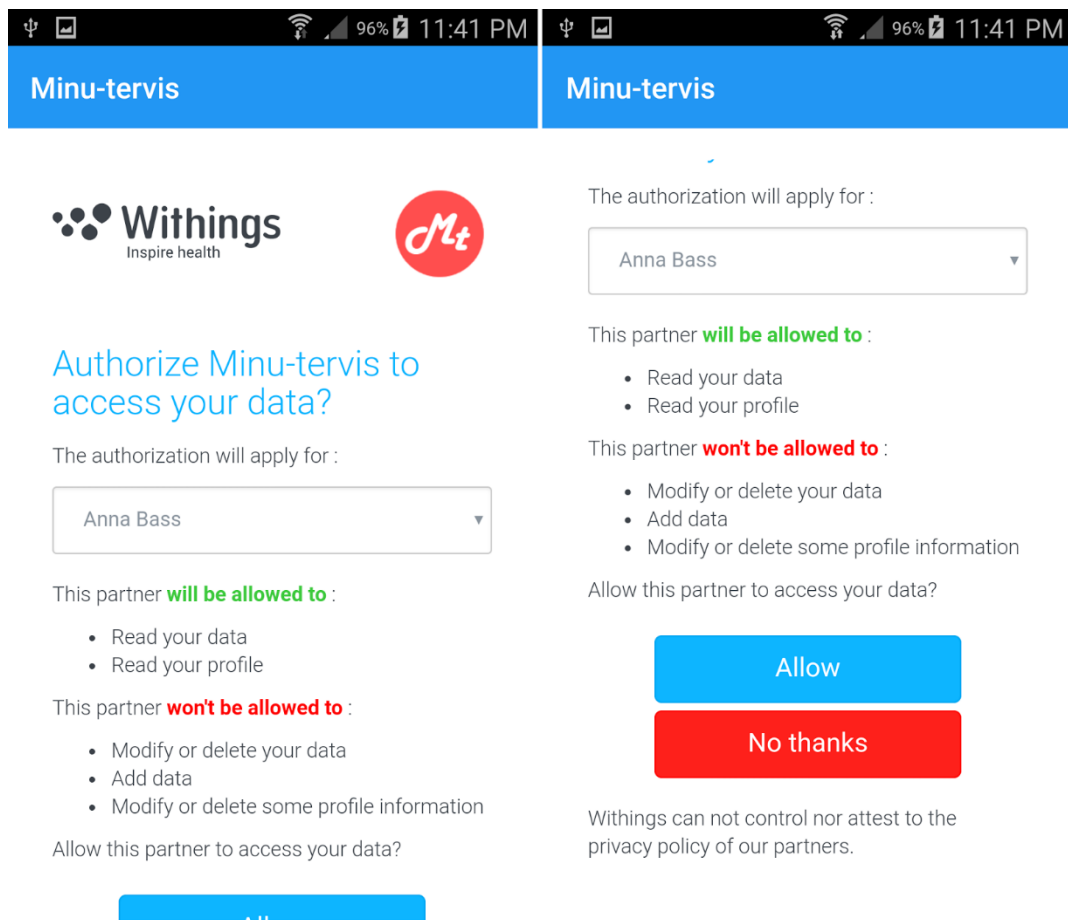 96% 11:41 PM
Minu-tervis
Withings
Inspire health
Mt
Authorize Minu-tervis to
access your data?
The authorization will apply for :
Anna Bass
This partner will be allowed to :
• Read your data
• Read your profile
This partner won't be allowed to :
• Modify or delete your data
• Add data
• Modify or delete some profile information
Allow this partner to access your data?
96% 11:41 PM
Minu-tervis
The authorization will apply for :
Anna Bass
This partner will be allowed to :
• Read your data
• Read your profile
This partner won't be allowed to :
• Modify or delete your data
• Add data
• Modify or delete some profile information
Allow this partner to access your data?
Allow
No thanks
Withings can not control nor attest to the
privacy policy of our partners.